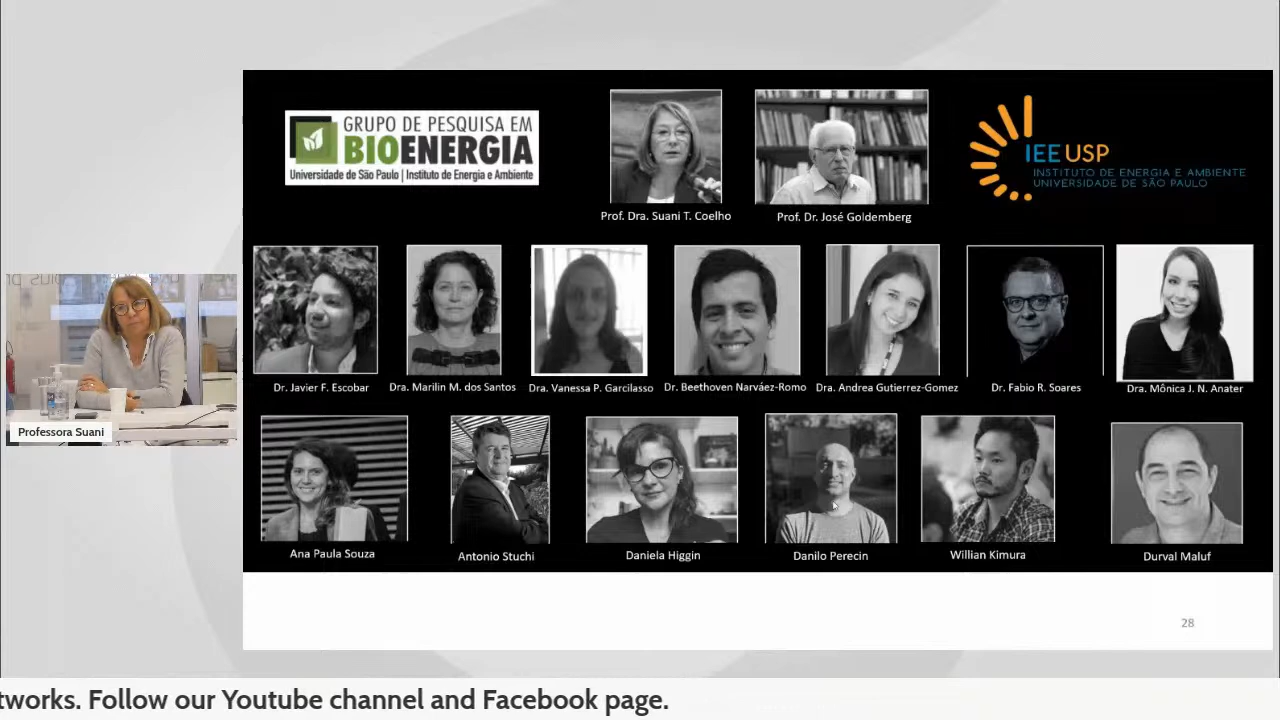 GRUPO DE PESQUISA EM
BIOENERGIA
Universidade de São Paulo | Instituto de Energia e Ambiente
IEE USP
INSTITUTO DE ENERGIA E AMBIENTE
UNIVERSIDADE DE SÃO PAULO
Prof. Dra. Suani T. Coelho
Prof. Dr. José Goldemberg
Dr. Javier F. Escobar
Dra. Marilin M. dos Santos
Dra. Vanessa P. Garcilasso
Dr. Beethoven Narváez-Romo
Dra. Andrea Gutierrez-Gomez
Dr. Fabio R. Soares
Dra. Mônica J. N. Anater
Professora Suani
Ana Paula Souza
Antonio Stuchi
Daniela Higgin
Danilo Perecin
Willian Kimura
Durval Maluf
28
tworks. Follow our Youtube channel and Facebook page.